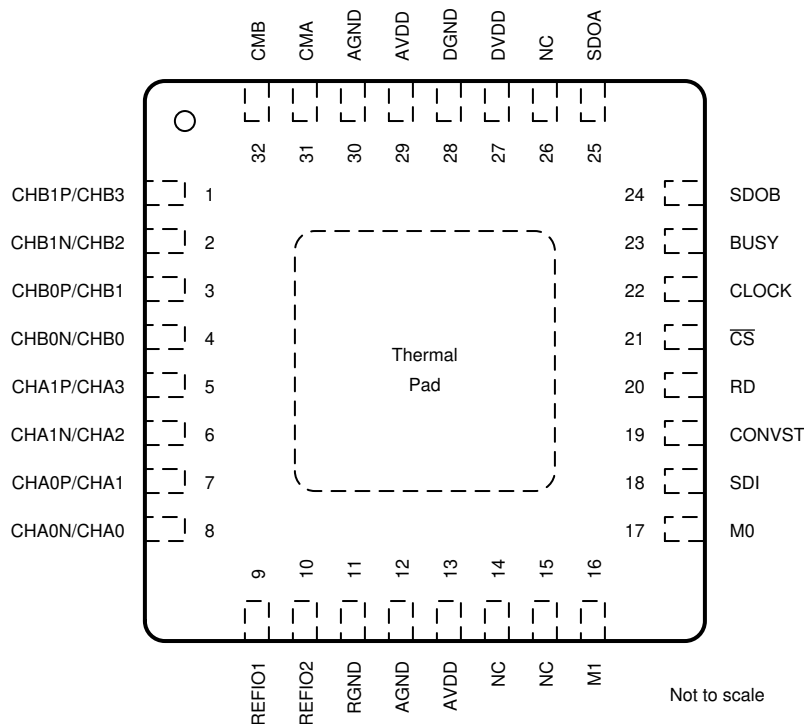 CMB
CMA
AGND
AVDD
DGND
DVDD
NC
SDOA
32
31
30
29
28
27
26
25
CHB1P/CHB3 1
CHB1N/CHB2 2
CHB0P/CHB1 3
CHB0N/CHB0 4
CHA1P/CHA3 5
CHA1N/CHA2 6
CHA0P/CHA1 7
CHA0N/CHA0 8
Thermal
Pad
24 SDOB
23 BUSY
22 CLOCK
21 C̅S̅
20 RD
19 CONVST
18 SDI
17 M0
9
10
11
12
13
14
15
16
REFIO1
REFIO2
RGND
AGND
AVDD
NC
NC
M1
Not to scale